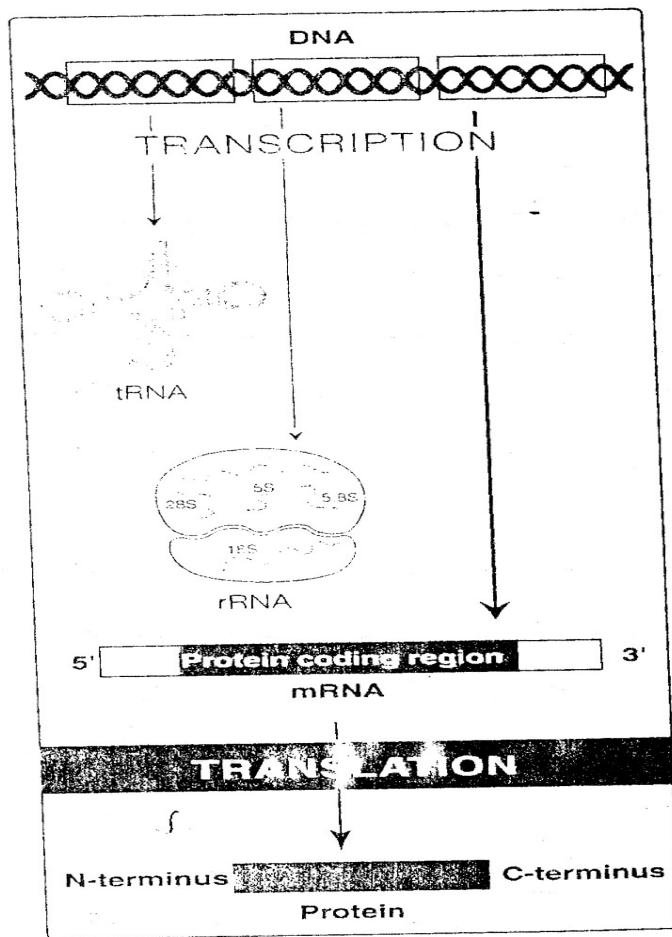 DNA
TRANSCRIPTION
tRNA
28S 5S 5.8S
18S
rRNA
5' Protein coding region 3'
mRNA
TRANSLATION
N-terminus C-terminus
Protein